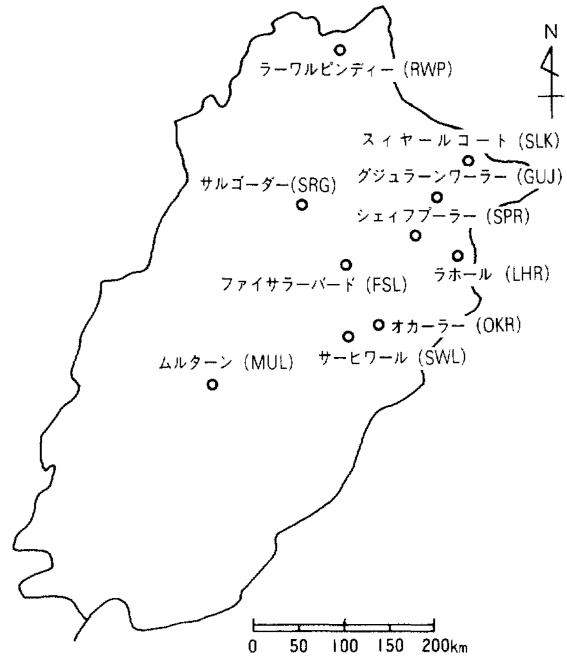 N
ラーワルピンディー (RWP)
スィヤールコート (SLK)
グジュラーンワーラー (GUJ)
サルゴーダー(SRG)
シェイフプーラー (SPR)
ラホール (LHR)
ファイサラーバード (FSL)
オカーラー (OKR)
サーヒワール (SWL)
ムルターン (MUL)
0 50 100 150 200km